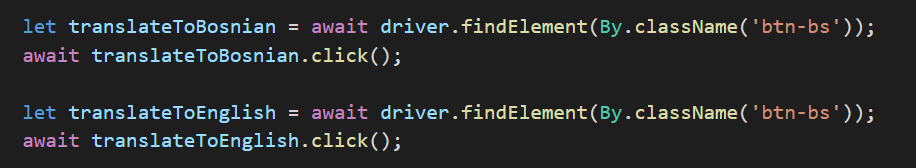 let translateToBosnian = await driver.findElement(By.className('btn-bs'));
await translateToBosnian.click();
let translateToEnglish = await driver.findElement(By.className('btn-bs'));
await translateToEnglish.click();